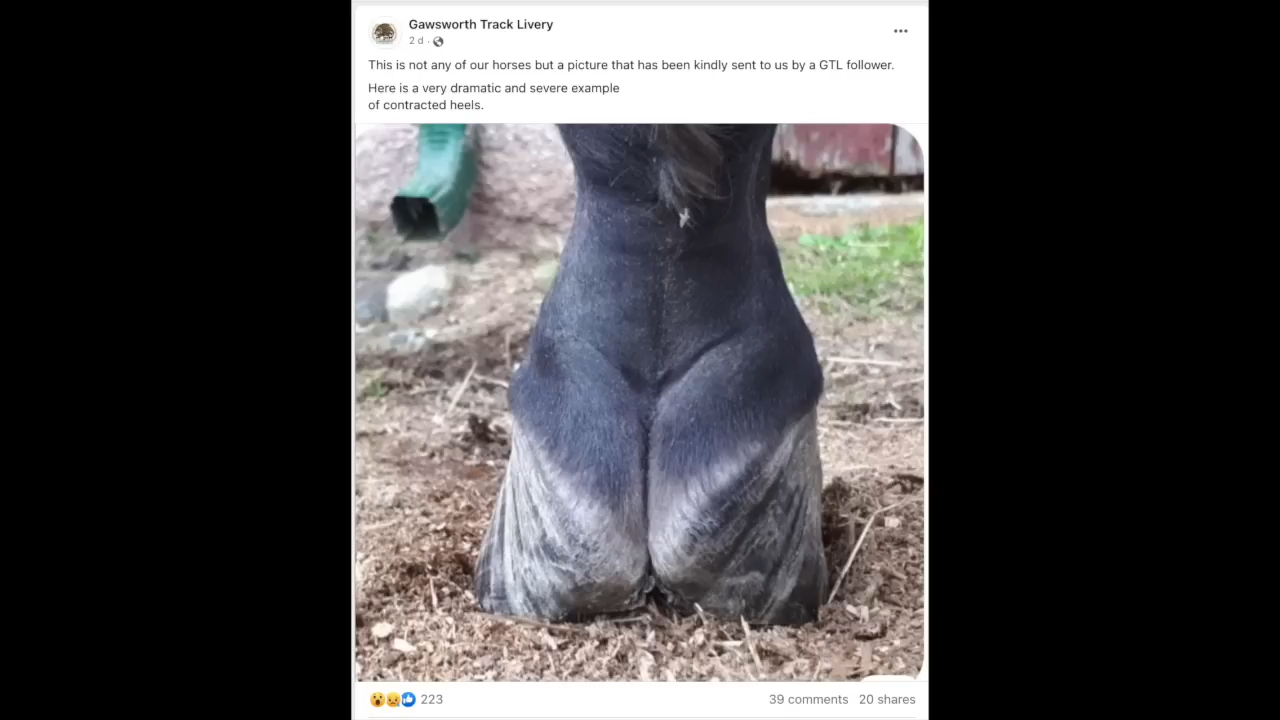 Gawsworth Track Livery
2 d ·
This is not any of our horses but a picture that has been kindly sent to us by a GTL follower.
Here is a very dramatic and severe example
of contracted heels.
223
39 comments 20 shares